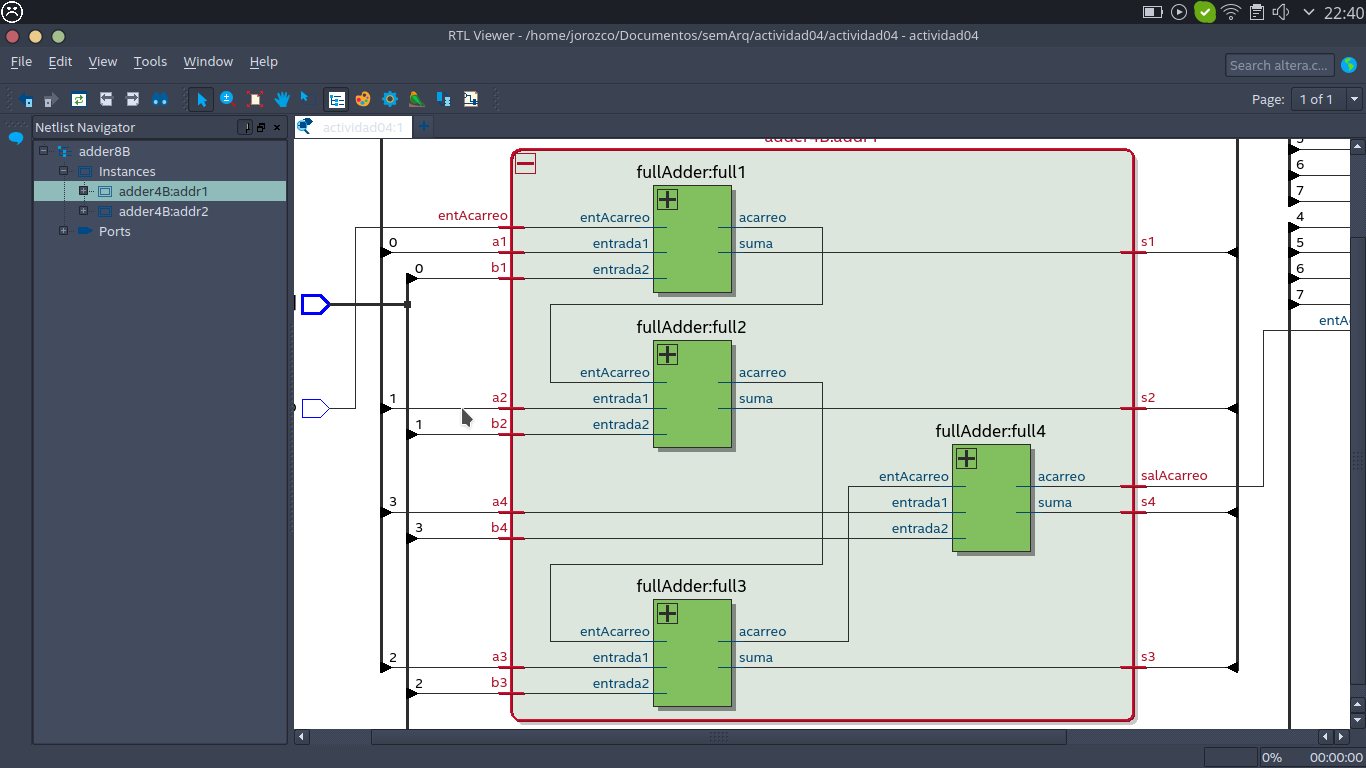 22:40
RTL Viewer - /home/jorozco/Documentos/semArq/actividad04/actividad04 - actividad04
File Edit View Tools Window Help
Search altera.c...
Page: 1 of 1
Netlist Navigator
actividad04:1
adder8B
Instances
adder4B:addr1
adder4B:addr2
Ports
fullAdder:full1
entAcarreo
entAcarreo
acarreo
0
a1
entrada1
suma
s1
0
b1
entrada2
fullAdder:full2
entAcarreo
acarreo
1
a2
entrada1
suma
s2
1
b2
entrada2
fullAdder:full4
entAcarreo
acarreo
salAcarreo
3
a4
entrada1
suma
s4
3
b4
entrada2
fullAdder:full3
entAcarreo
acarreo
2
a3
entrada1
suma
s3
2
b3
entrada2
6
7
4
5
6
7
entA
0%
00:00:00